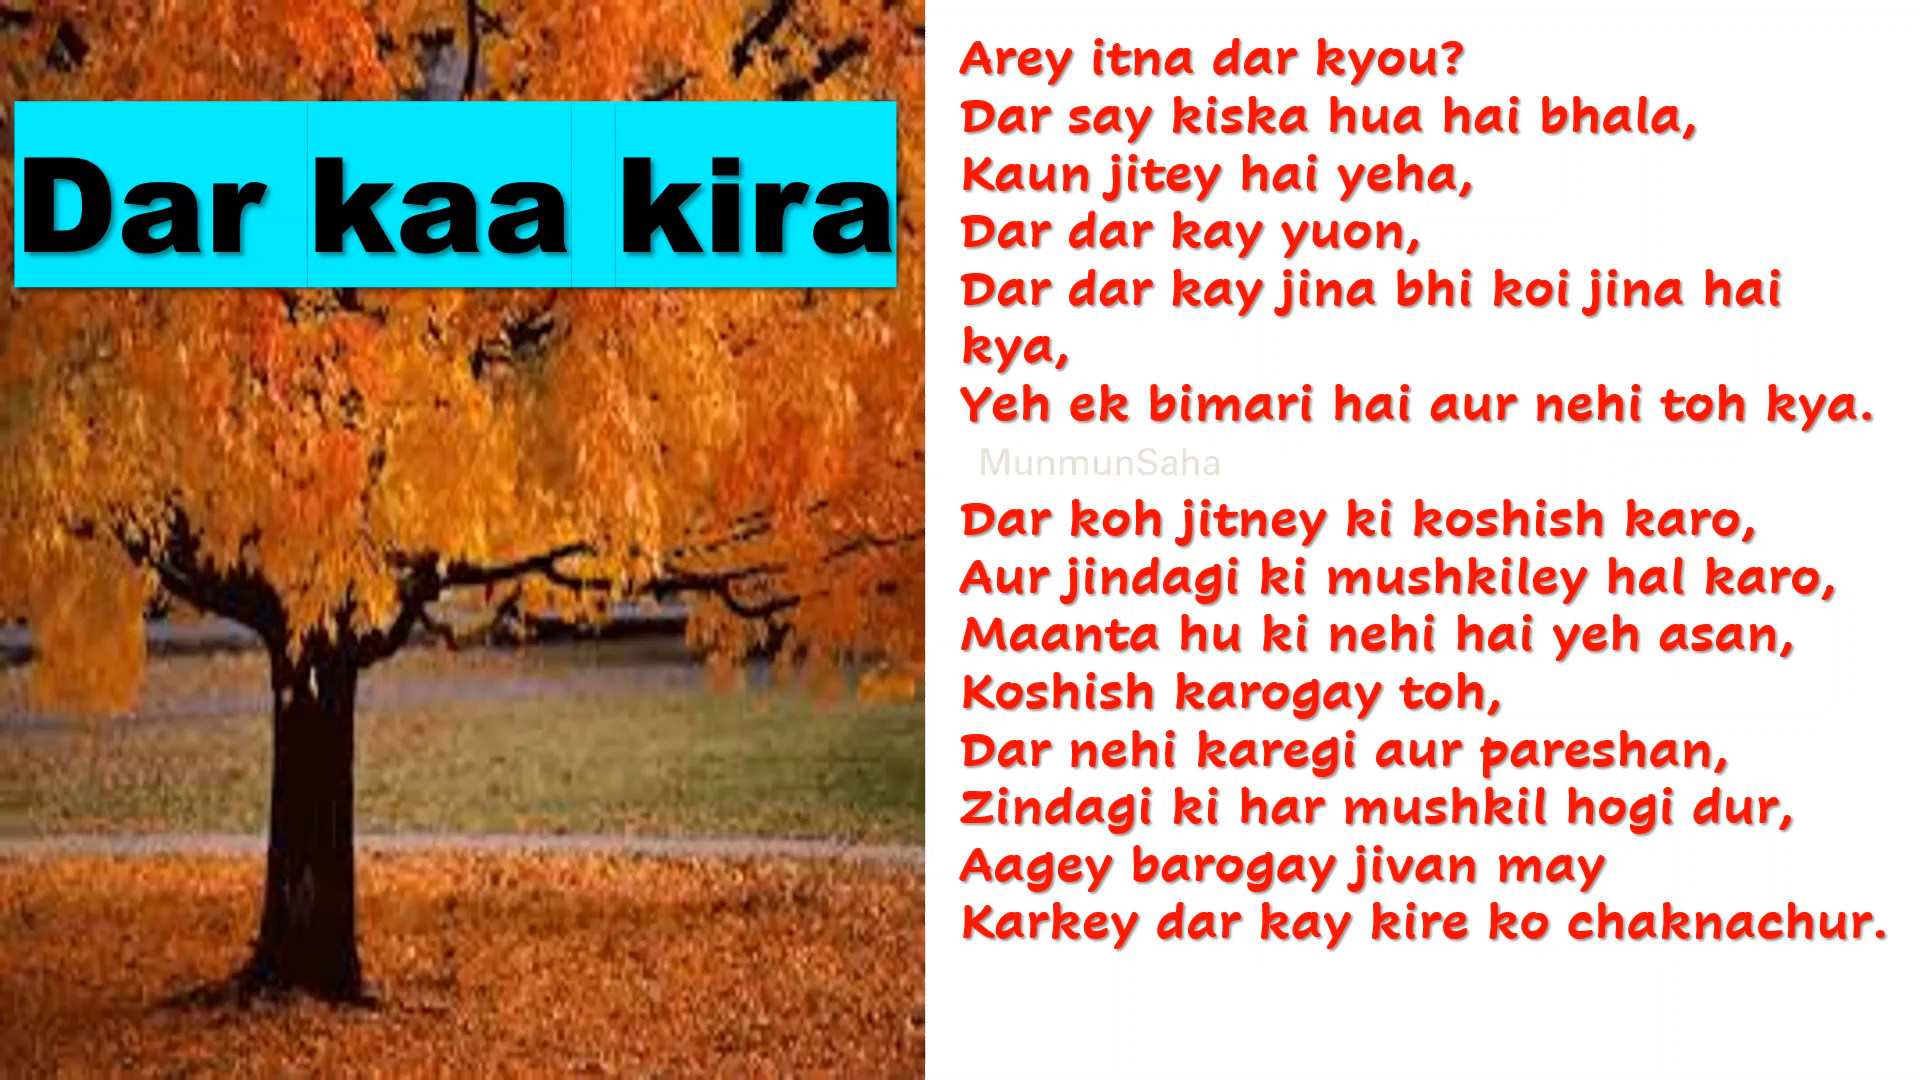 Dar kaa kira
Arey itna dar kyou?
Dar say kiska hua hai bhala,
Kaun jitey hai yeha,
Dar dar kay yuon,
Dar dar kay jina bhi koi jina hai
kya,
Yeh ek bimari hai aur nehi toh kya.
MunmunSaha
Dar koh jitney ki koshish karo,
Aur jindagi ki mushkiley hal karo,
Maanta hu ki nehi hai yeh asan,
Koshish karogay toh,
Dar nehi karegi aur pareshan,
Zindagi ki har mushkil hogi dur,
Aagey barogay jivan may
Karkey dar kay kire ko chaknachur.